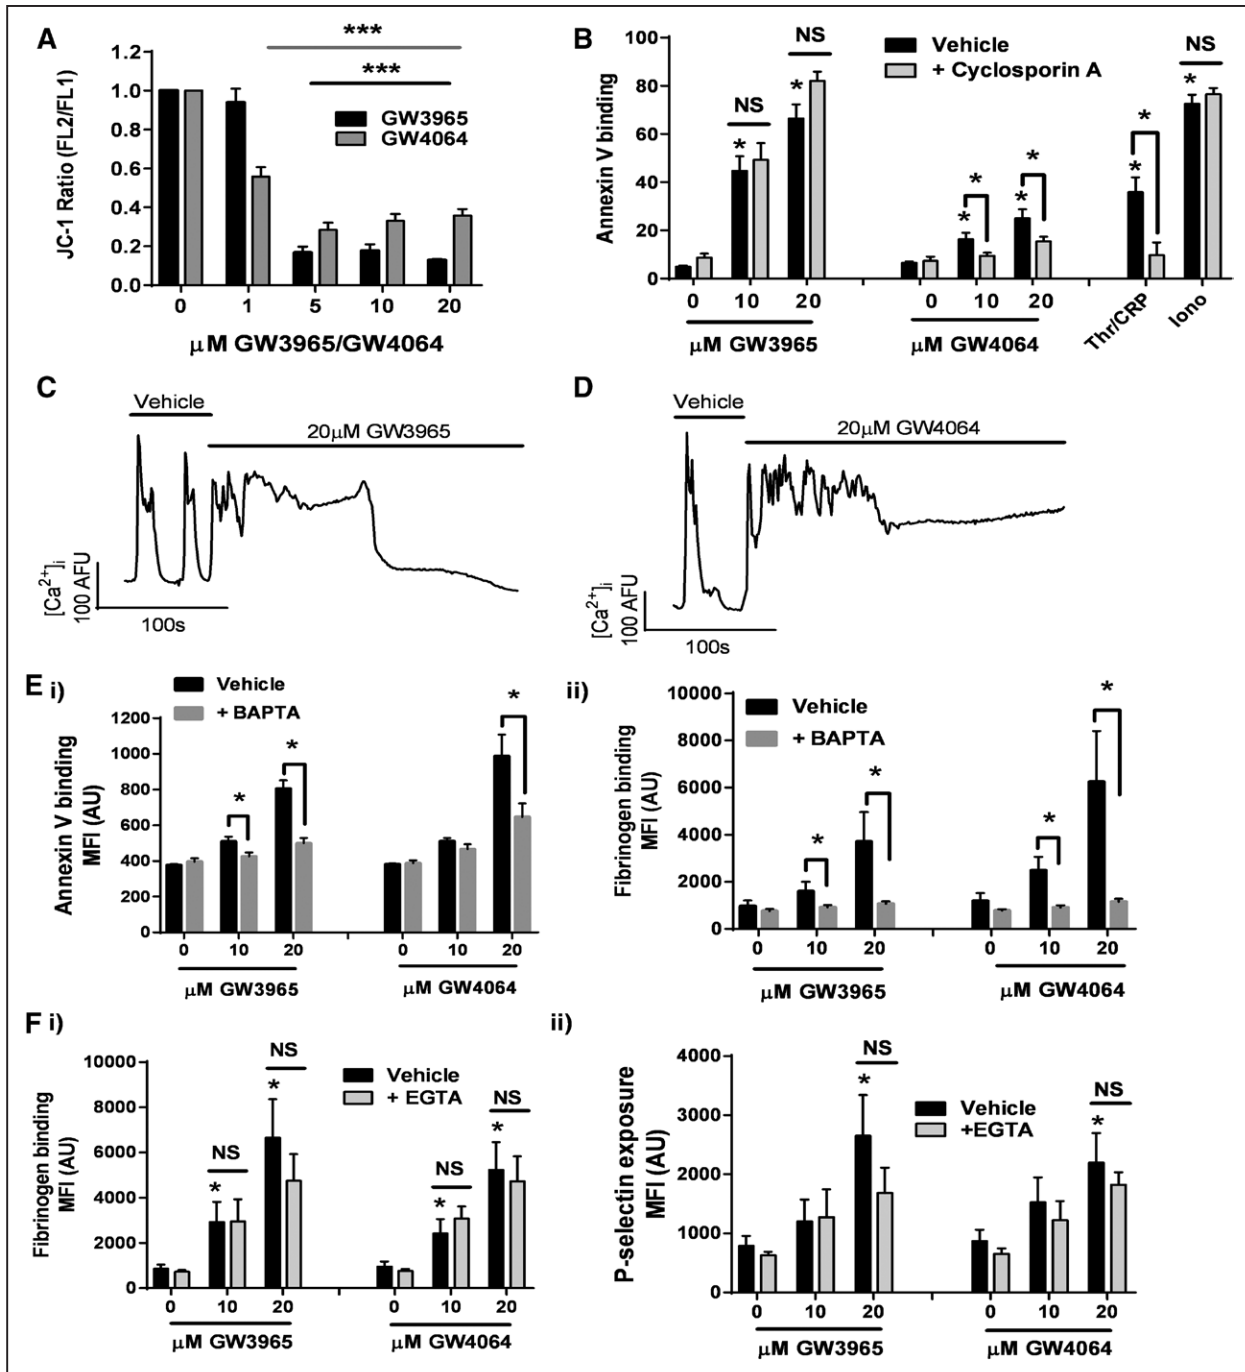 A
***
***
1.2
1.0
0.8
0.6
0.4
0.2
0.0
JC-1 Ratio (FL2/FL1)
GW3965
GW4064
0 1 5 10 20
μM GW3965/GW4064
B
100
80
60
40
20
0
Annexin V binding
Vehicle
+ Cyclosporin A
NS
NS
NS
*
*
*
*
*
*
*
*
*
0 10 20
0 10 20
Thr/CRP
Iono
μM GW3965
μM GW4064
C
Vehicle
20μM GW3965
[Ca2+]i
100 AFU
100s
D
Vehicle
20μM GW4064
[Ca2+]i
100 AFU
100s
E i)
Vehicle
+ BAPTA
1200
1000
800
600
400
200
0
Annexin V binding
MFI (AU)
*
*
*
0 10 20
0 10 20
μM GW3965
μM GW4064
ii)
Vehicle
+ BAPTA
10000
8000
6000
4000
2000
0
Fibrinogen binding
MFI (AU)
*
*
*
*
0 10 20
0 10 20
μM GW3965
μM GW4064
F i)
Vehicle
+ EGTA
10000
8000
6000
4000
2000
0
Fibrinogen binding
MFI (AU)
NS
NS
NS
NS
*
*
*
*
0 10 20
0 10 20
μM GW3965
μM GW4064
ii)
Vehicle
+EGTA
4000
3000
2000
1000
0
P-selectin exposure
MFI (AU)
NS
NS
*
*
0 10 20
0 10 20
μM GW3965
μM GW4064